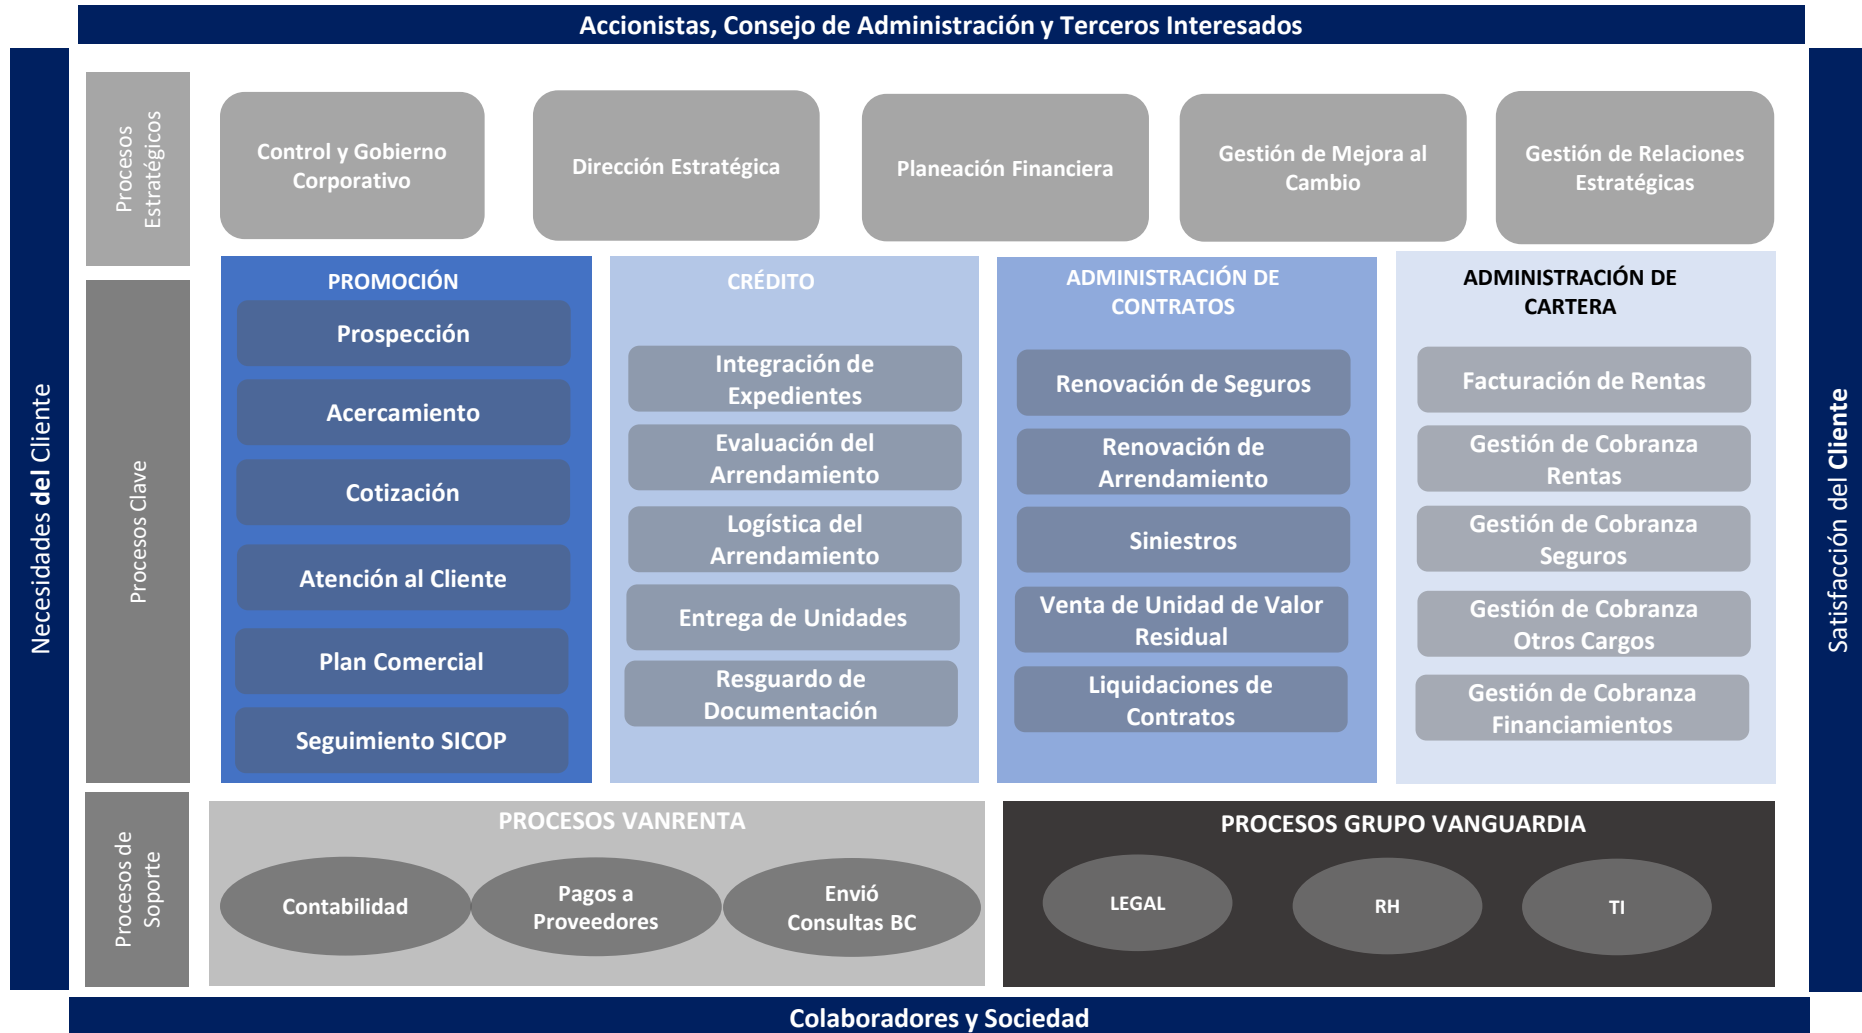 Accionistas, Consejo de Administración y Terceros Interesados
Necesidades del Cliente
Procesos
Estratégicos
Control y Gobierno
Corporativo
Dirección Estratégica
Planeación Financiera
Gestión de Mejora al
Cambio
Gestión de Relaciones
Estratégicas
Procesos Clave
PROMOCIÓN
Prospección
Acercamiento
Cotización
Atención al Cliente
Plan Comercial
Seguimiento SICOP
CRÉDITO
Integración de
Expedientes
Evaluación del
Arrendamiento
Logística del
Arrendamiento
Entrega de Unidades
Resguardo de
Documentación
ADMINISTRACIÓN DE
CONTRATOS
Renovación de Seguros
Renovación de
Arrendamiento
Siniestros
Venta de Unidad de Valor
Residual
Liquidaciones de
Contratos
ADMINISTRACIÓN DE
CARTERA
Facturación de Rentas
Gestión de Cobranza
Rentas
Gestión de Cobranza
Seguros
Gestión de Cobranza
Otros Cargos
Gestión de Cobranza
Financiamientos
Procesos de
Soporte
PROCESOS VANRENTA
Contabilidad
Pagos a
Proveedores
Envió
Consultas BC
PROCESOS GRUPO VANGUARDIA
LEGAL
RH
TI
Satisfacción del Cliente
Colaboradores y Sociedad